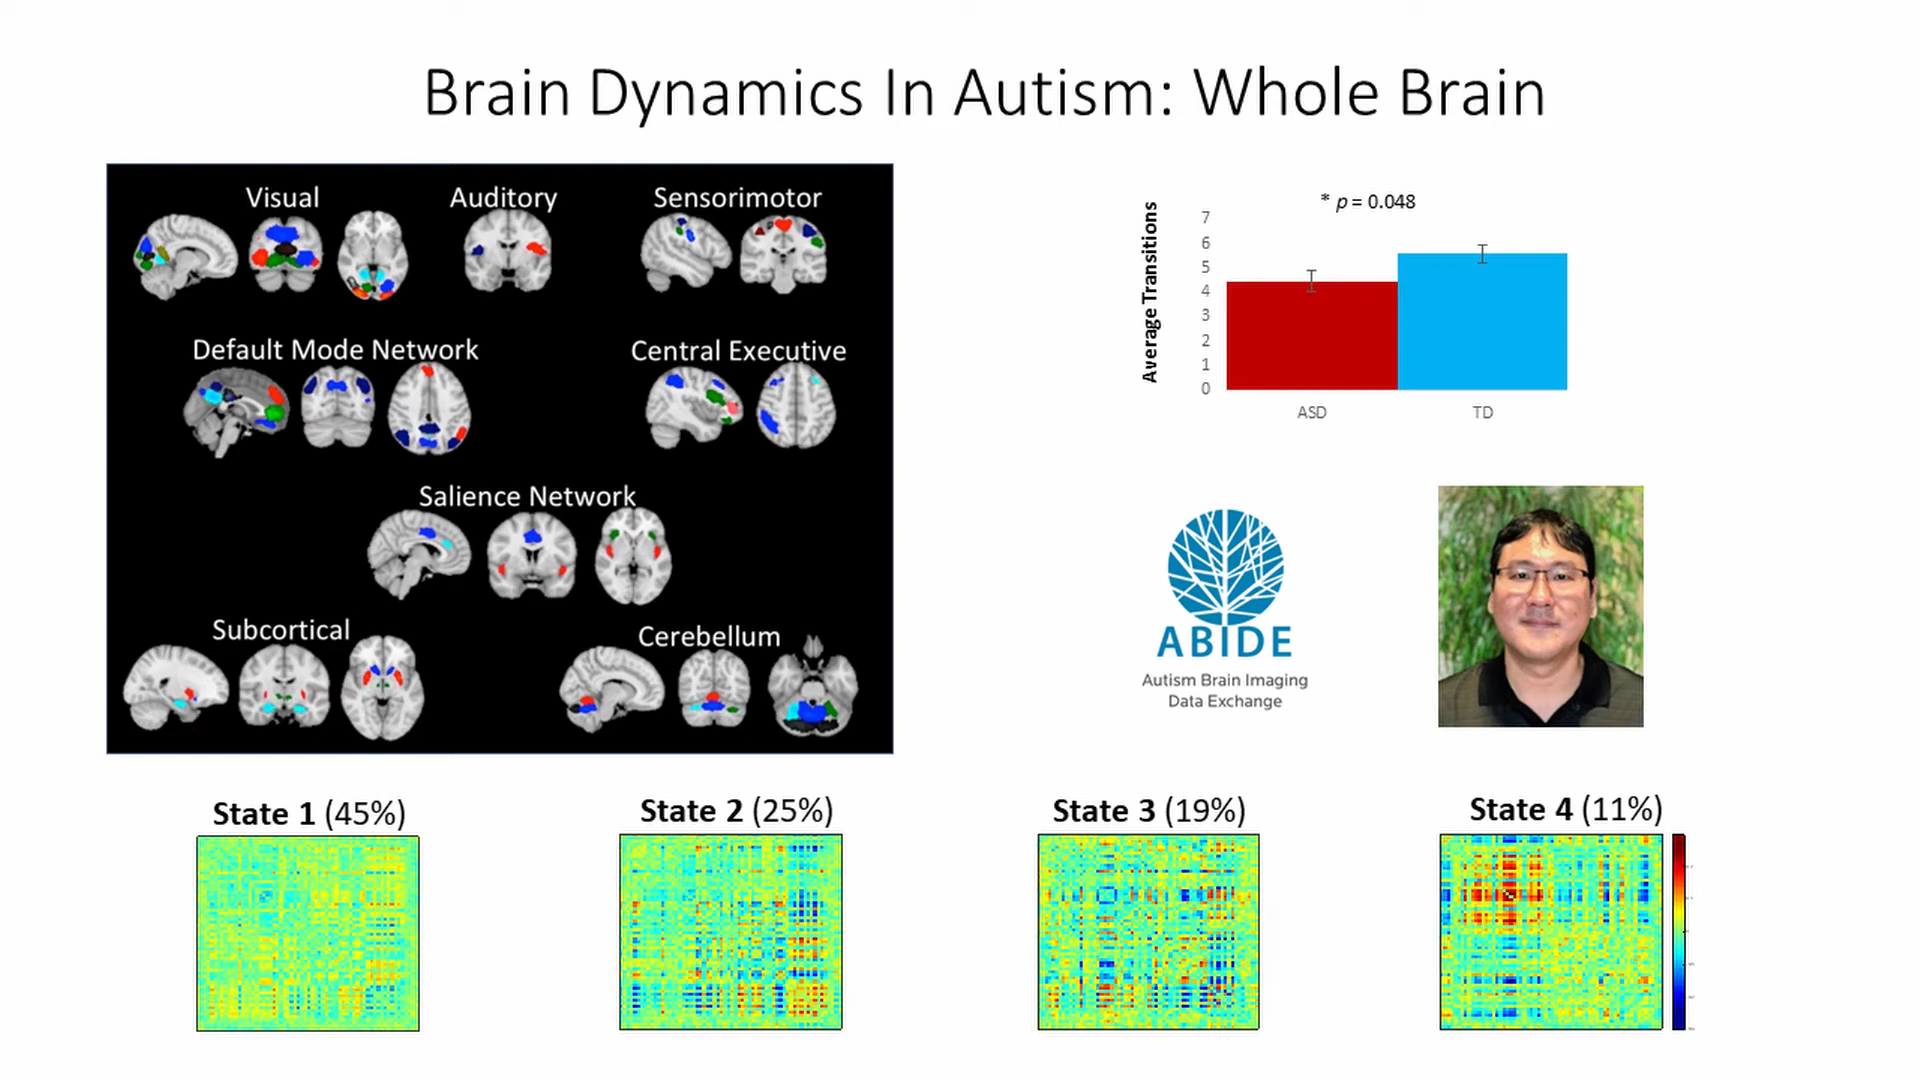 Brain Dynamics In Autism: Whole Brain
Visual
Auditory
Sensorimotor
Default Mode Network
Central Executive
Salience Network
Subcortical
Cerebellum
* p = 0.048
Average Transitions
7
6
5
4
3
2
1
0
ASD
TD
ABIDE
Autism Brain Imaging
Data Exchange
State 1 (45%)
State 2 (25%)
State 3 (19%)
State 4 (11%)